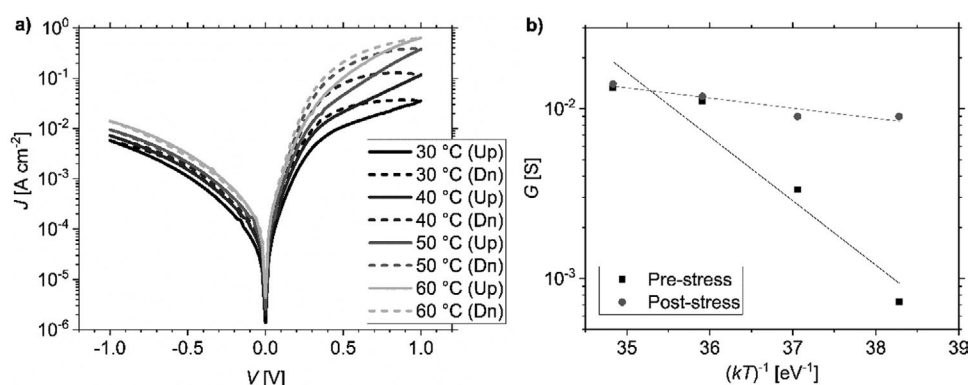 a)
10⁰
10⁻¹
10⁻²
10⁻³
10⁻⁴
10⁻⁵
10⁻⁶
J [A cm⁻²]
-1.0 -0.5 0.0 0.5 1.0
V [V]
30 °C (Up)
30 °C (Dn)
40 °C (Up)
40 °C (Dn)
50 °C (Up)
50 °C (Dn)
60 °C (Up)
60 °C (Dn)
b)
10⁻²
10⁻³
G [S]
Pre-stress
Post-stress
35 36 37 38 39
(kT)⁻¹ [eV⁻¹]